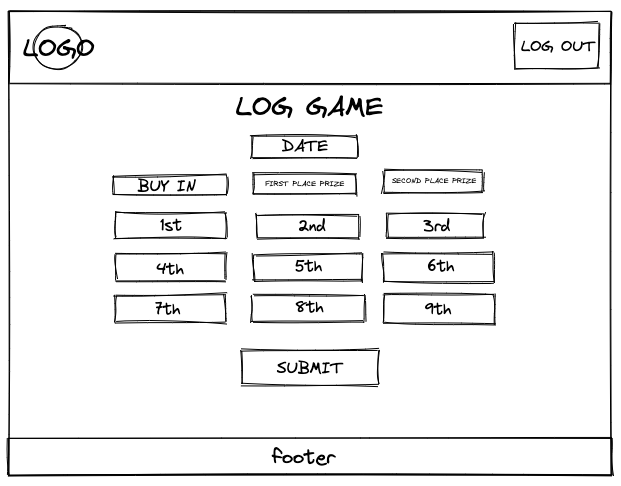 LOGO LOG OUT
LOG GAME
DATE
BUY IN FIRST PLACE PRIZE SECOND PLACE PRIZE
1st 2nd 3rd
4th 5th 6th
7th 8th 9th
SUBMIT
footer